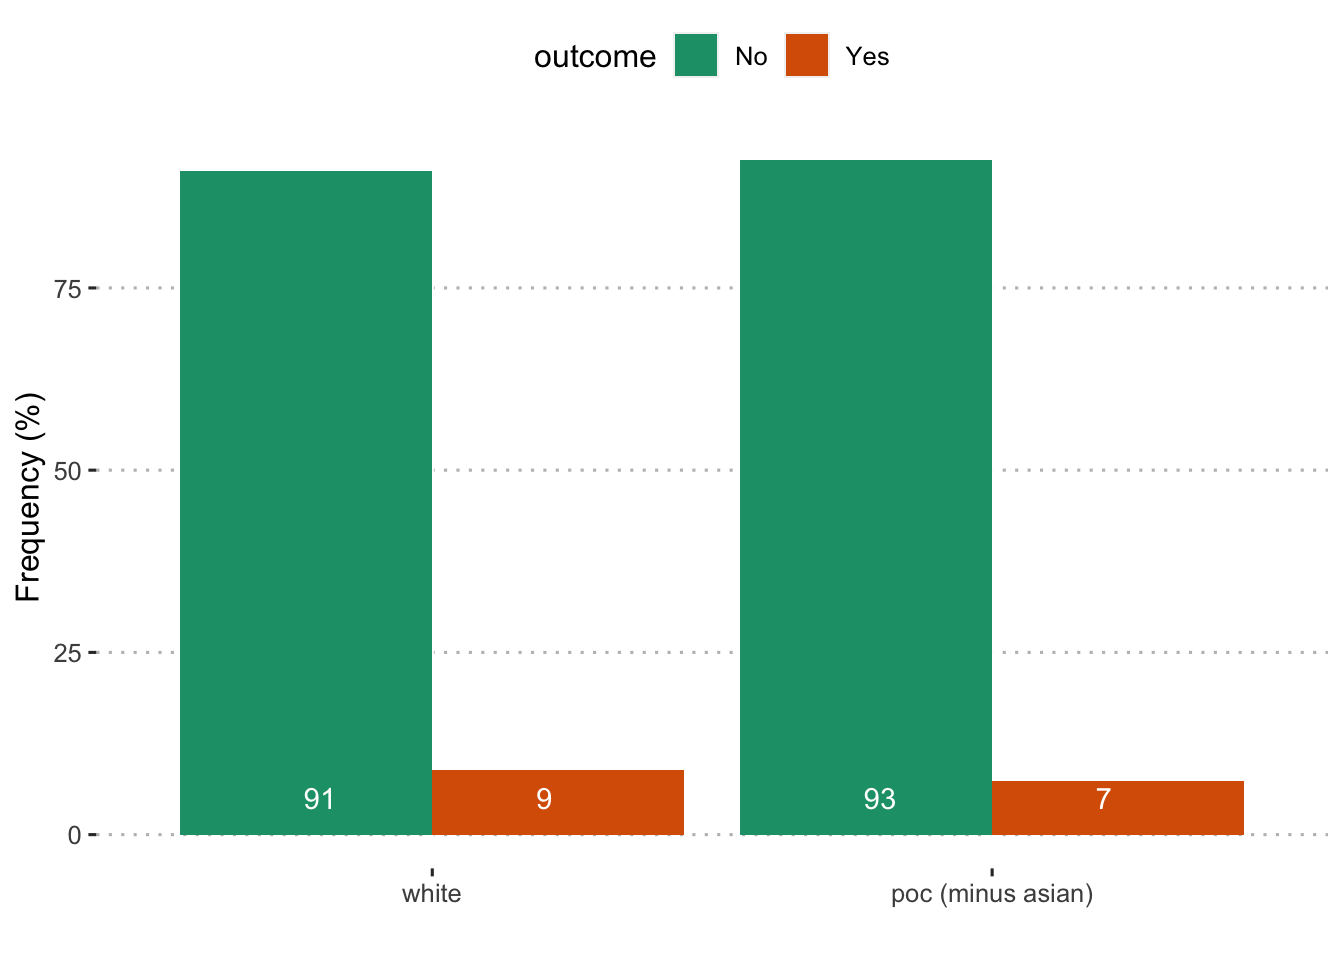 outcome No Yes
Frequency (%)
75
50
25
0
91 9 93 7
white poc (minus asian)